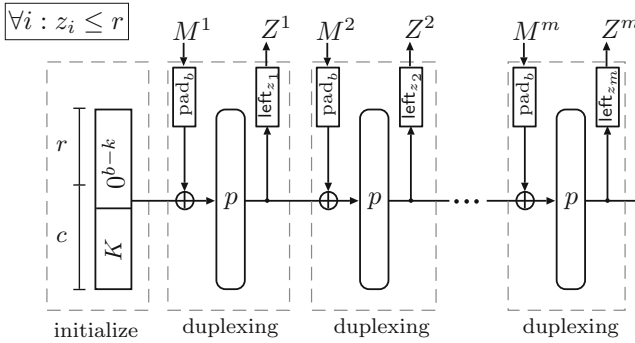 ∀i : z_i ≤ r
M^1 Z^1 M^2 Z^2 M^m Z^m
pad_b left_{z_1} pad_b left_{z_2} pad_b left_{z_m}
r 0^{b−k}
p p ··· p
c K
initialize duplexing duplexing duplexing